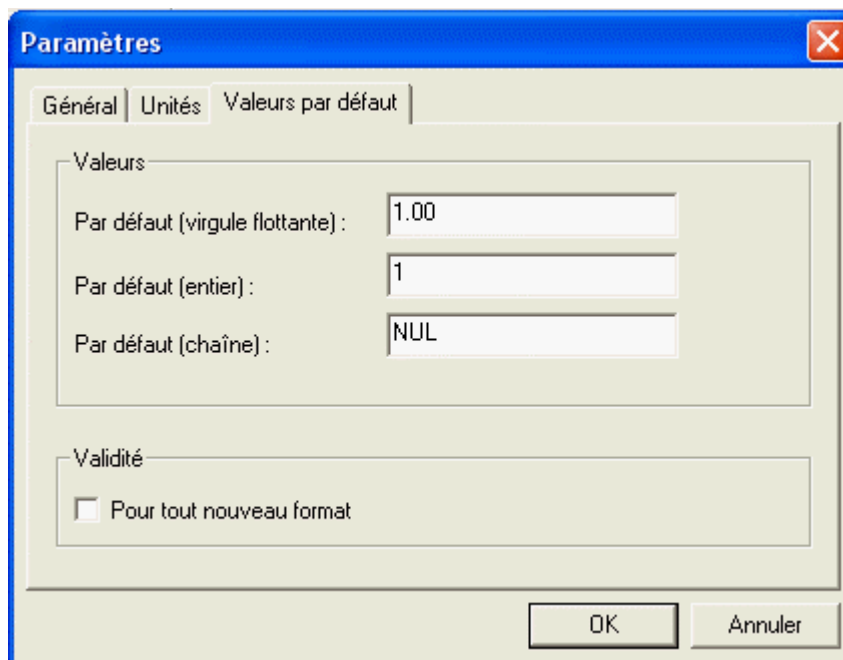 Paramètres
Général Unités Valeurs par défaut
Valeurs
Par défaut (virgule flottante) : 1.00
Par défaut (entier) : 1
Par défaut (chaîne) : NUL
Validité
Pour tout nouveau format
OK Annuler